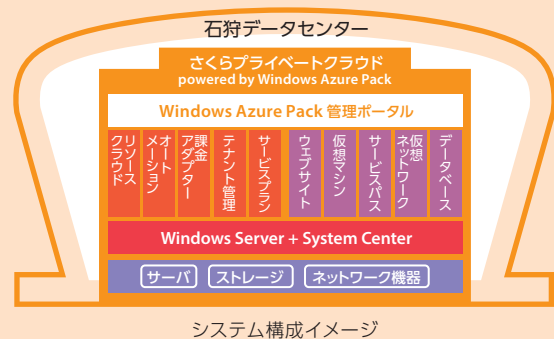 石狩データセンター
さくらプライベートクラウド
powered by Windows Azure Pack
Windows Azure Pack 管理ポータル
クラウド
リソース
オート
メーション
課金
アダプター
テナント管理
サービスプラン
ウェブサイト
仮想マシン
サービスバス
仮想
ネットワーク
データベース
Windows Server + System Center
サーバ
ストレージ
ネットワーク機器
システム構成イメージ